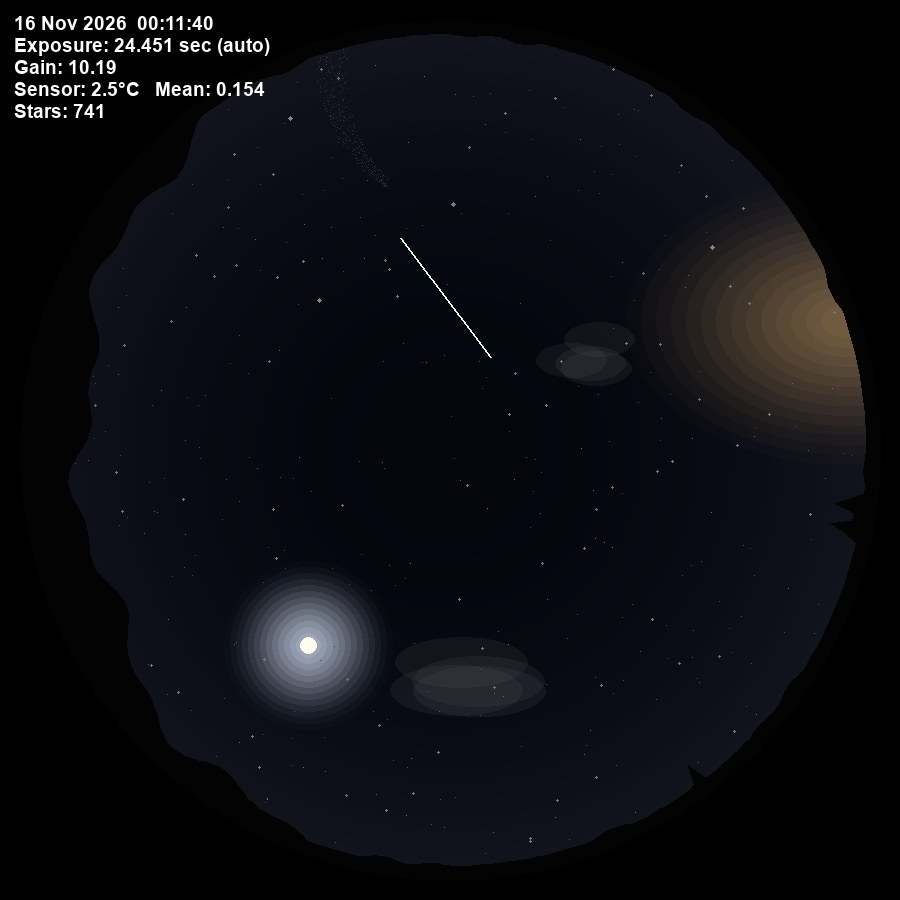 16 Nov 2026  00:11:40
Exposure: 24.451 sec (auto)
Gain: 10.19
Sensor: 2.5°C   Mean: 0.154
Stars: 741